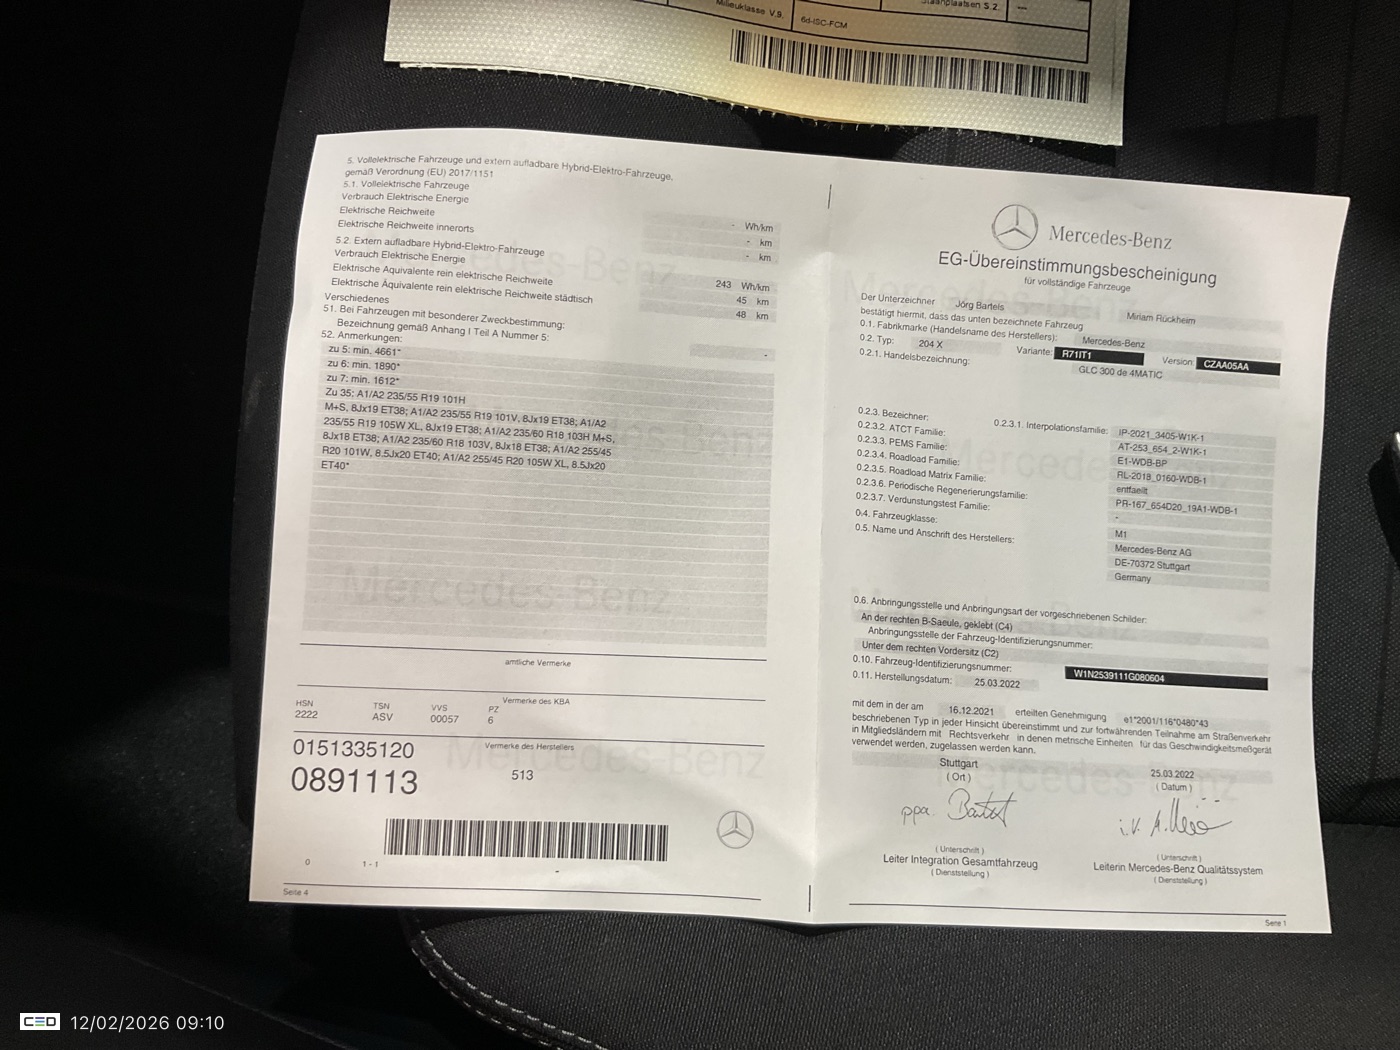 Milieuklasse V.9.
6d-ISC-FCM
Staanplaatsen S.2.
---
5. Vollelektrische Fahrzeuge und extern aufladbare Hybrid-Elektro-Fahrzeuge,
gemäß Verordnung (EU) 2017/1151
5.1. Vollelektrische Fahrzeuge
Verbrauch Elektrische Energie - Wh/km
Elektrische Reichweite - km
Elektrische Reichweite innerorts - km
5.2. Extern aufladbare Hybrid-Elektro-Fahrzeuge
Verbrauch Elektrische Energie 243 Wh/km
Elektrische Äquivalente rein elektrische Reichweite 45 km
Elektrische Äquivalente rein elektrische Reichweite städtisch 48 km
Verschiedenes
51. Bei Fahrzeugen mit besonderer Zweckbestimmung:
Bezeichnung gemäß Anhang I Teil A Nummer 5: -
52. Anmerkungen:
zu 5: min. 4661*
zu 6: min. 1890*
zu 7: min. 1612*
Zu 35: A1/A2 235/55 R19 101H
M+S, 8Jx19 ET38; A1/A2 235/55 R19 101V, 8Jx19 ET38; A1/A2
235/55 R19 105W XL, 8Jx19 ET38; A1/A2 235/60 R18 103H M+S,
8Jx18 ET38; A1/A2 235/60 R18 103V, 8Jx18 ET38; A1/A2 255/45
R20 101W, 8.5Jx20 ET40; A1/A2 255/45 R20 105W XL, 8.5Jx20
ET40*
amtliche Vermerke
Vermerke des KBA
HSN TSN VVS PZ
2222 ASV 00057 6
Vermerke des Herstellers
0151335120
0891113 513
0 1 - 1 -
Seite 4
Mercedes-Benz
EG-Übereinstimmungsbescheinigung
für vollständige Fahrzeuge
Der Unterzeichner Jörg Bartels Miriam Rückheim
bestätigt hiermit, dass das unten bezeichnete Fahrzeug
0.1. Fabrikmarke (Handelsname des Herstellers): Mercedes-Benz
0.2. Typ: 204 X Variante: R71IT1 Version: CZAA05AA
0.2.1. Handelsbezeichnung: GLC 300 de 4MATIC
0.2.3. Bezeichner: 0.2.3.1. Interpolationsfamilie: IP-2021_3405-W1K-1
0.2.3.2. ATCT Familie: AT-253_654_2-W1K-1
0.2.3.3. PEMS Familie: E1-WDB-BP
0.2.3.4. Roadload Familie: RL-2018_0160-WDB-1
0.2.3.5. Roadload Matrix Familie: entfaellt
0.2.3.6. Periodische Regenerierungsfamilie: PR-167_654D20_19A1-WDB-1
0.2.3.7. Verdunstungstest Familie: -
0.4. Fahrzeugklasse: M1
0.5. Name und Anschrift des Herstellers: Mercedes-Benz AG
DE-70372 Stuttgart
Germany
0.6. Anbringungsstelle und Anbringungsart der vorgeschriebenen Schilder:
An der rechten B-Saeule, geklebt (C4)
Anbringungsstelle der Fahrzeug-Identifizierungsnummer:
Unter dem rechten Vordersitz (C2)
0.10. Fahrzeug-Identifizierungsnummer: W1N2539111G080604
0.11. Herstellungsdatum: 25.03.2022
mit dem in der am 16.12.2021 erteilten Genehmigung e1*2001/116*0480*43
beschriebenen Typ in jeder Hinsicht übereinstimmt und zur fortwährenden Teilnahme am Straßenverkehr
in Mitgliedsländern mit Rechtsverkehr in denen metrische Einheiten für das Geschwindigkeitsmeßgerät
verwendet werden, zugelassen werden kann.
Stuttgart 25.03.2022
( Ort ) ( Datum )
ppa. i.V.
( Unterschrift ) ( Unterschrift )
Leiter Integration Gesamtfahrzeug Leiterin Mercedes-Benz Qualitätssystem
( Dienststellung ) ( Dienststellung )
Seite 1
CED 12/02/2026 09:10